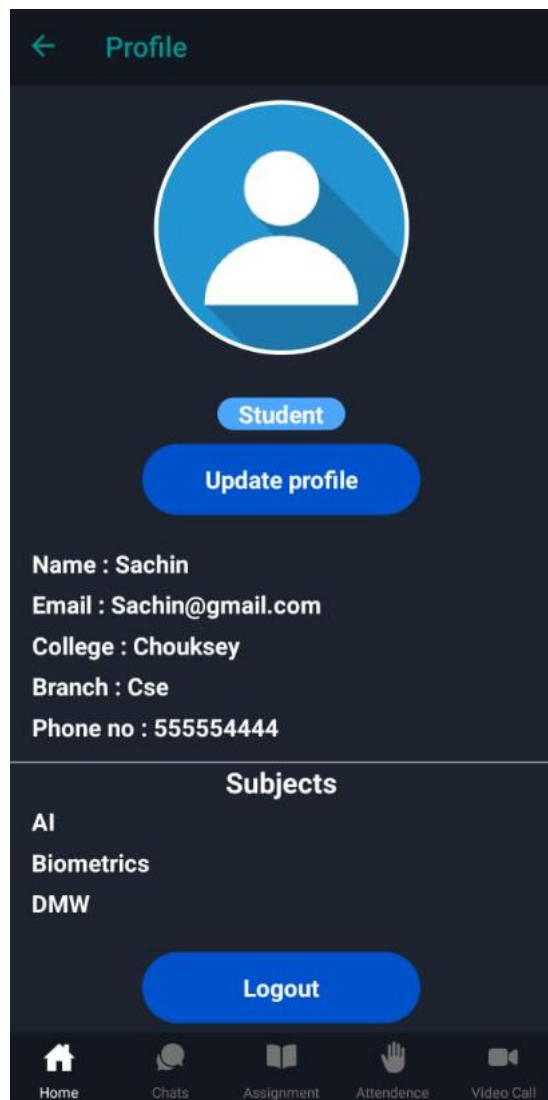 Profile
Student
Update profile
Name : Sachin
Email : Sachin@gmail.com
College : Chouksey
Branch : Cse
Phone no : 555554444
Subjects
AI
Biometrics
DMW
Logout
Home Chats Assignment Attendence Video Call